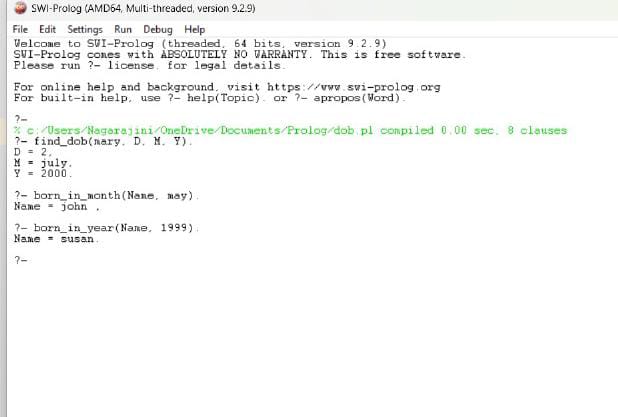 SWI-Prolog (AMD64, Multi-threaded, version 9.2.9)
File Edit Settings Run Debug Help
Welcome to SWI-Prolog (threaded, 64 bits, version 9.2.9)
SWI-Prolog comes with ABSOLUTELY NO WARRANTY. This is free software.
Please run ?- license. for legal details.
For online help and background, visit https://www.swi-prolog.org
For built-in help, use ?- help(Topic). or ?- apropos(Word).
?-
% c:/Users/Nagarajini/OneDrive/Documents/Prolog/dob.pl compiled 0.00 sec, 8 clauses
?- find_dob(mary, D, M, Y).
D = 2,
M = july,
Y = 2000.
?- born_in_month(Name, may).
Name = john .
?- born_in_year(Name, 1999).
Name = susan.
?-